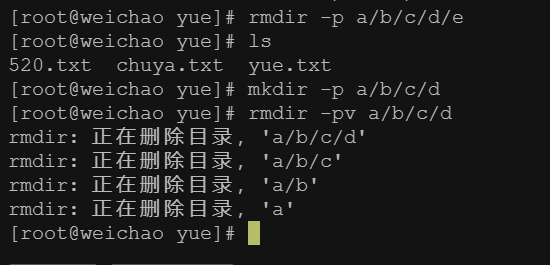 [root@weichao yue]# rmdir -p a/b/c/d/e
[root@weichao yue]# ls
520.txt  chuya.txt  yue.txt
[root@weichao yue]# mkdir -p a/b/c/d
[root@weichao yue]# rmdir -pv a/b/c/d
rmdir: 正在删除目录, 'a/b/c/d'
rmdir: 正在删除目录, 'a/b/c'
rmdir: 正在删除目录, 'a/b'
rmdir: 正在删除目录, 'a'
[root@weichao yue]#